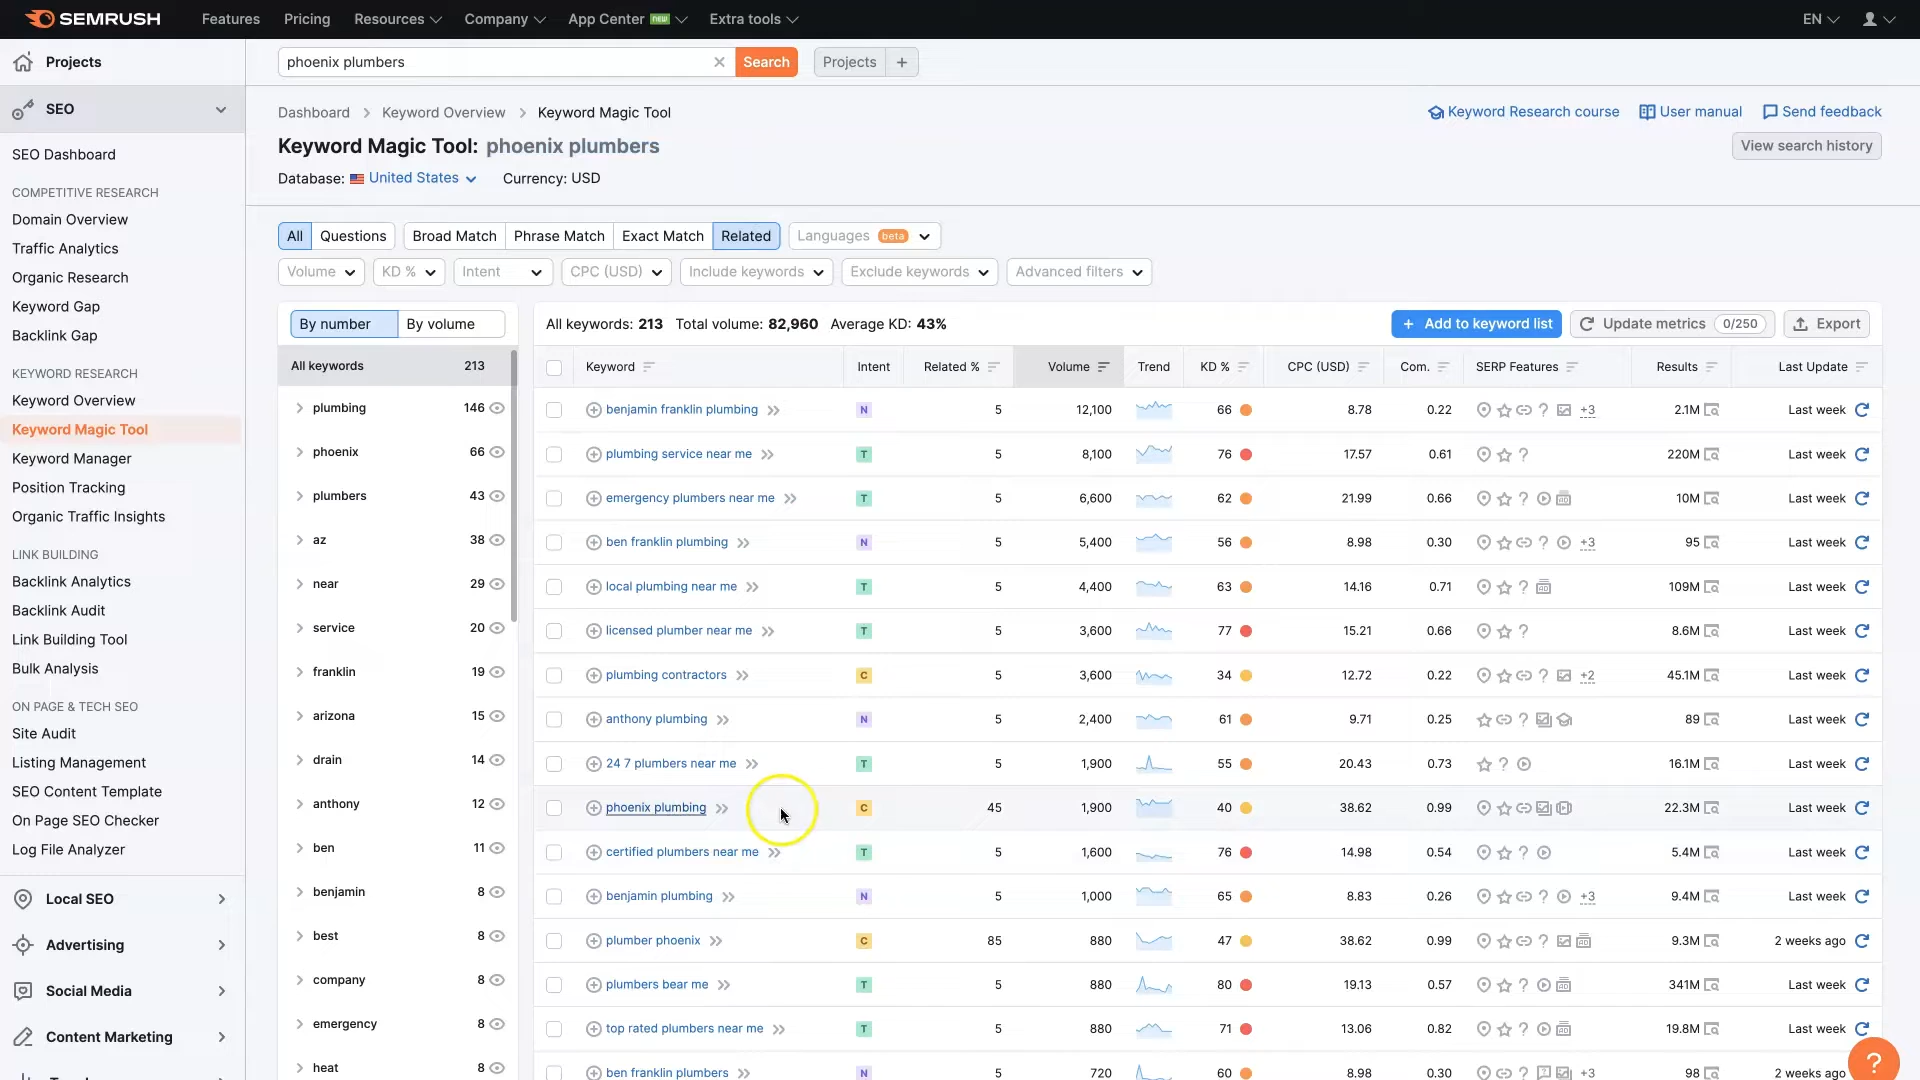 SEMRUSH Features Pricing Resources Company App Center NEW Extra tools EN
Projects
phoenix plumbers Search Projects +
SEO
Dashboard Keyword Overview Keyword Magic Tool
Keyword Research course User manual Send feedback
Keyword Magic Tool: phoenix plumbers
View search history
Database: United States Currency: USD
SEO Dashboard
COMPETITIVE RESEARCH
Domain Overview
Traffic Analytics
Organic Research
Keyword Gap
Backlink Gap
KEYWORD RESEARCH
Keyword Overview
Keyword Magic Tool
Keyword Manager
Position Tracking
Organic Traffic Insights
LINK BUILDING
Backlink Analytics
Backlink Audit
Link Building Tool
Bulk Analysis
ON PAGE & TECH SEO
Site Audit
Listing Management
SEO Content Template
On Page SEO Checker
Log File Analyzer
Local SEO
Advertising
Social Media
Content Marketing
All Questions Broad Match Phrase Match Exact Match Related Languages beta
Volume KD % Intent CPC (USD) Include keywords Exclude keywords Advanced filters
By number By volume
All keywords 213
plumbing 146
phoenix 66
plumbers 43
az 38
near 29
service 20
franklin 19
arizona 15
drain 14
anthony 12
ben 11
benjamin 8
best 8
company 8
emergency 8
heat 8
All keywords: 213 Total volume: 82,960 Average KD: 43%
+ Add to keyword list Update metrics 0/250 Export
Keyword Intent Related % Volume Trend KD % CPC (USD) Com. SERP Features Results Last Update
benjamin franklin plumbing N 5 12,100 66 8.78 0.22 +3 2.1M Last week
plumbing service near me T 5 8,100 76 17.57 0.61 220M Last week
emergency plumbers near me T 5 6,600 62 21.99 0.66 10M Last week
ben franklin plumbing N 5 5,400 56 8.98 0.30 +3 95 Last week
local plumbing near me T 5 4,400 63 14.16 0.71 109M Last week
licensed plumber near me T 5 3,600 77 15.21 0.66 8.6M Last week
plumbing contractors C 5 3,600 34 12.72 0.22 +2 45.1M Last week
anthony plumbing N 5 2,400 61 9.71 0.25 89 Last week
24 7 plumbers near me T 5 1,900 55 20.43 0.73 16.1M Last week
phoenix plumbing C 45 1,900 40 38.62 0.99 22.3M Last week
certified plumbers near me T 5 1,600 76 14.98 0.54 5.4M Last week
benjamin plumbing N 5 1,000 65 8.83 0.26 +3 9.4M Last week
plumber phoenix C 85 880 47 38.62 0.99 9.3M 2 weeks ago
plumbers bear me T 5 880 80 19.13 0.57 341M Last week
top rated plumbers near me T 5 880 71 13.06 0.82 19.8M Last week
ben franklin plumbers N 5 720 60 8.98 0.30 +3 98 2 weeks ago
?